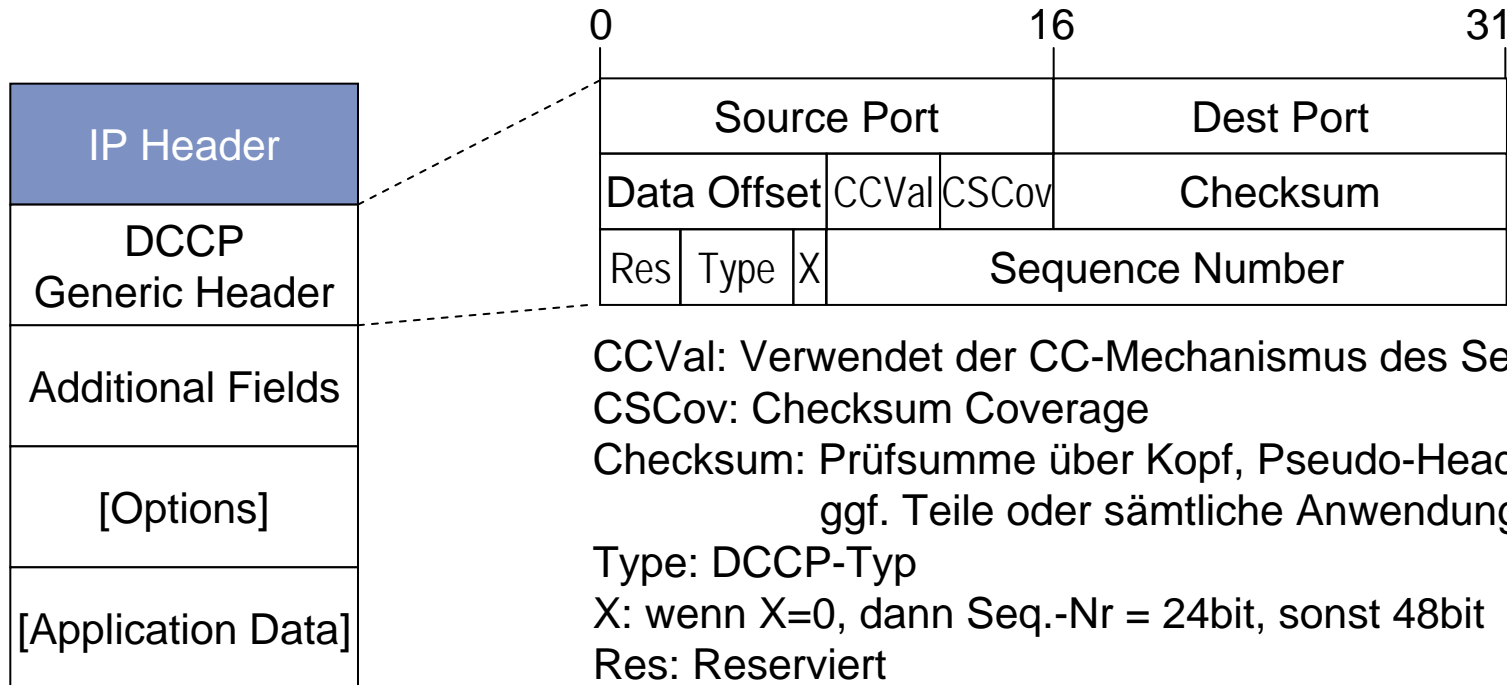 0 16 31
IP Header
DCCP
Generic Header
Additional Fields
[Options]
[Application Data]
Source Port Dest Port
Data Offset CCVal CSCov Checksum
Res Type X Sequence Number
CCVal: Verwendet der CC-Mechanismus des Se
CSCov: Checksum Coverage
Checksum: Prüfsumme über Kopf, Pseudo-Head
ggf. Teile oder sämtliche Anwendung
Type: DCCP-Typ
X: wenn X=0, dann Seq.-Nr = 24bit, sonst 48bit
Res: Reserviert